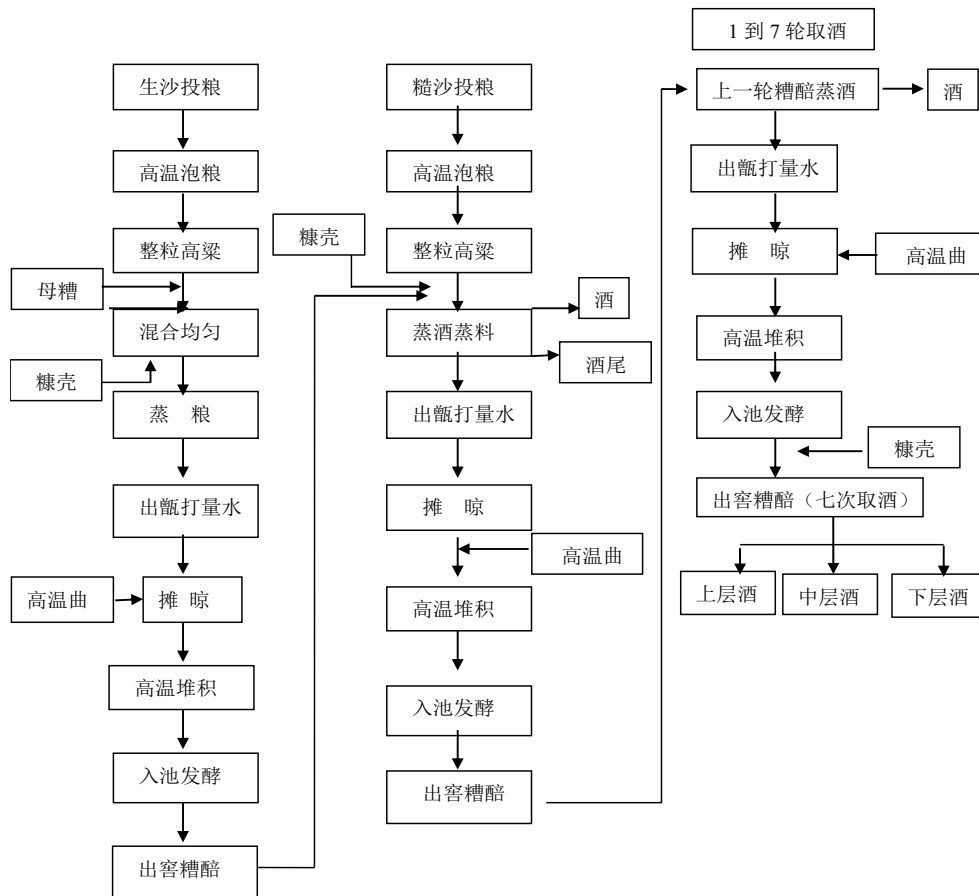 生沙投粮
高温泡粮
整粒高粱
母糟
混合均匀
糠壳
蒸 粮
出甑打量水
高温曲
摊 晾
高温堆积
入池发酵
出窖糟醅
糙沙投粮
高温泡粮
糠壳
整粒高粱
酒
蒸酒蒸料
酒尾
出甑打量水
摊 晾
高温曲
高温堆积
入池发酵
出窖糟醅
1 到 7 轮取酒
上一轮糟醅蒸酒
酒
出甑打量水
摊 晾
高温曲
高温堆积
入池发酵
糠壳
出窖糟醅（七次取酒）
上层酒
中层酒
下层酒